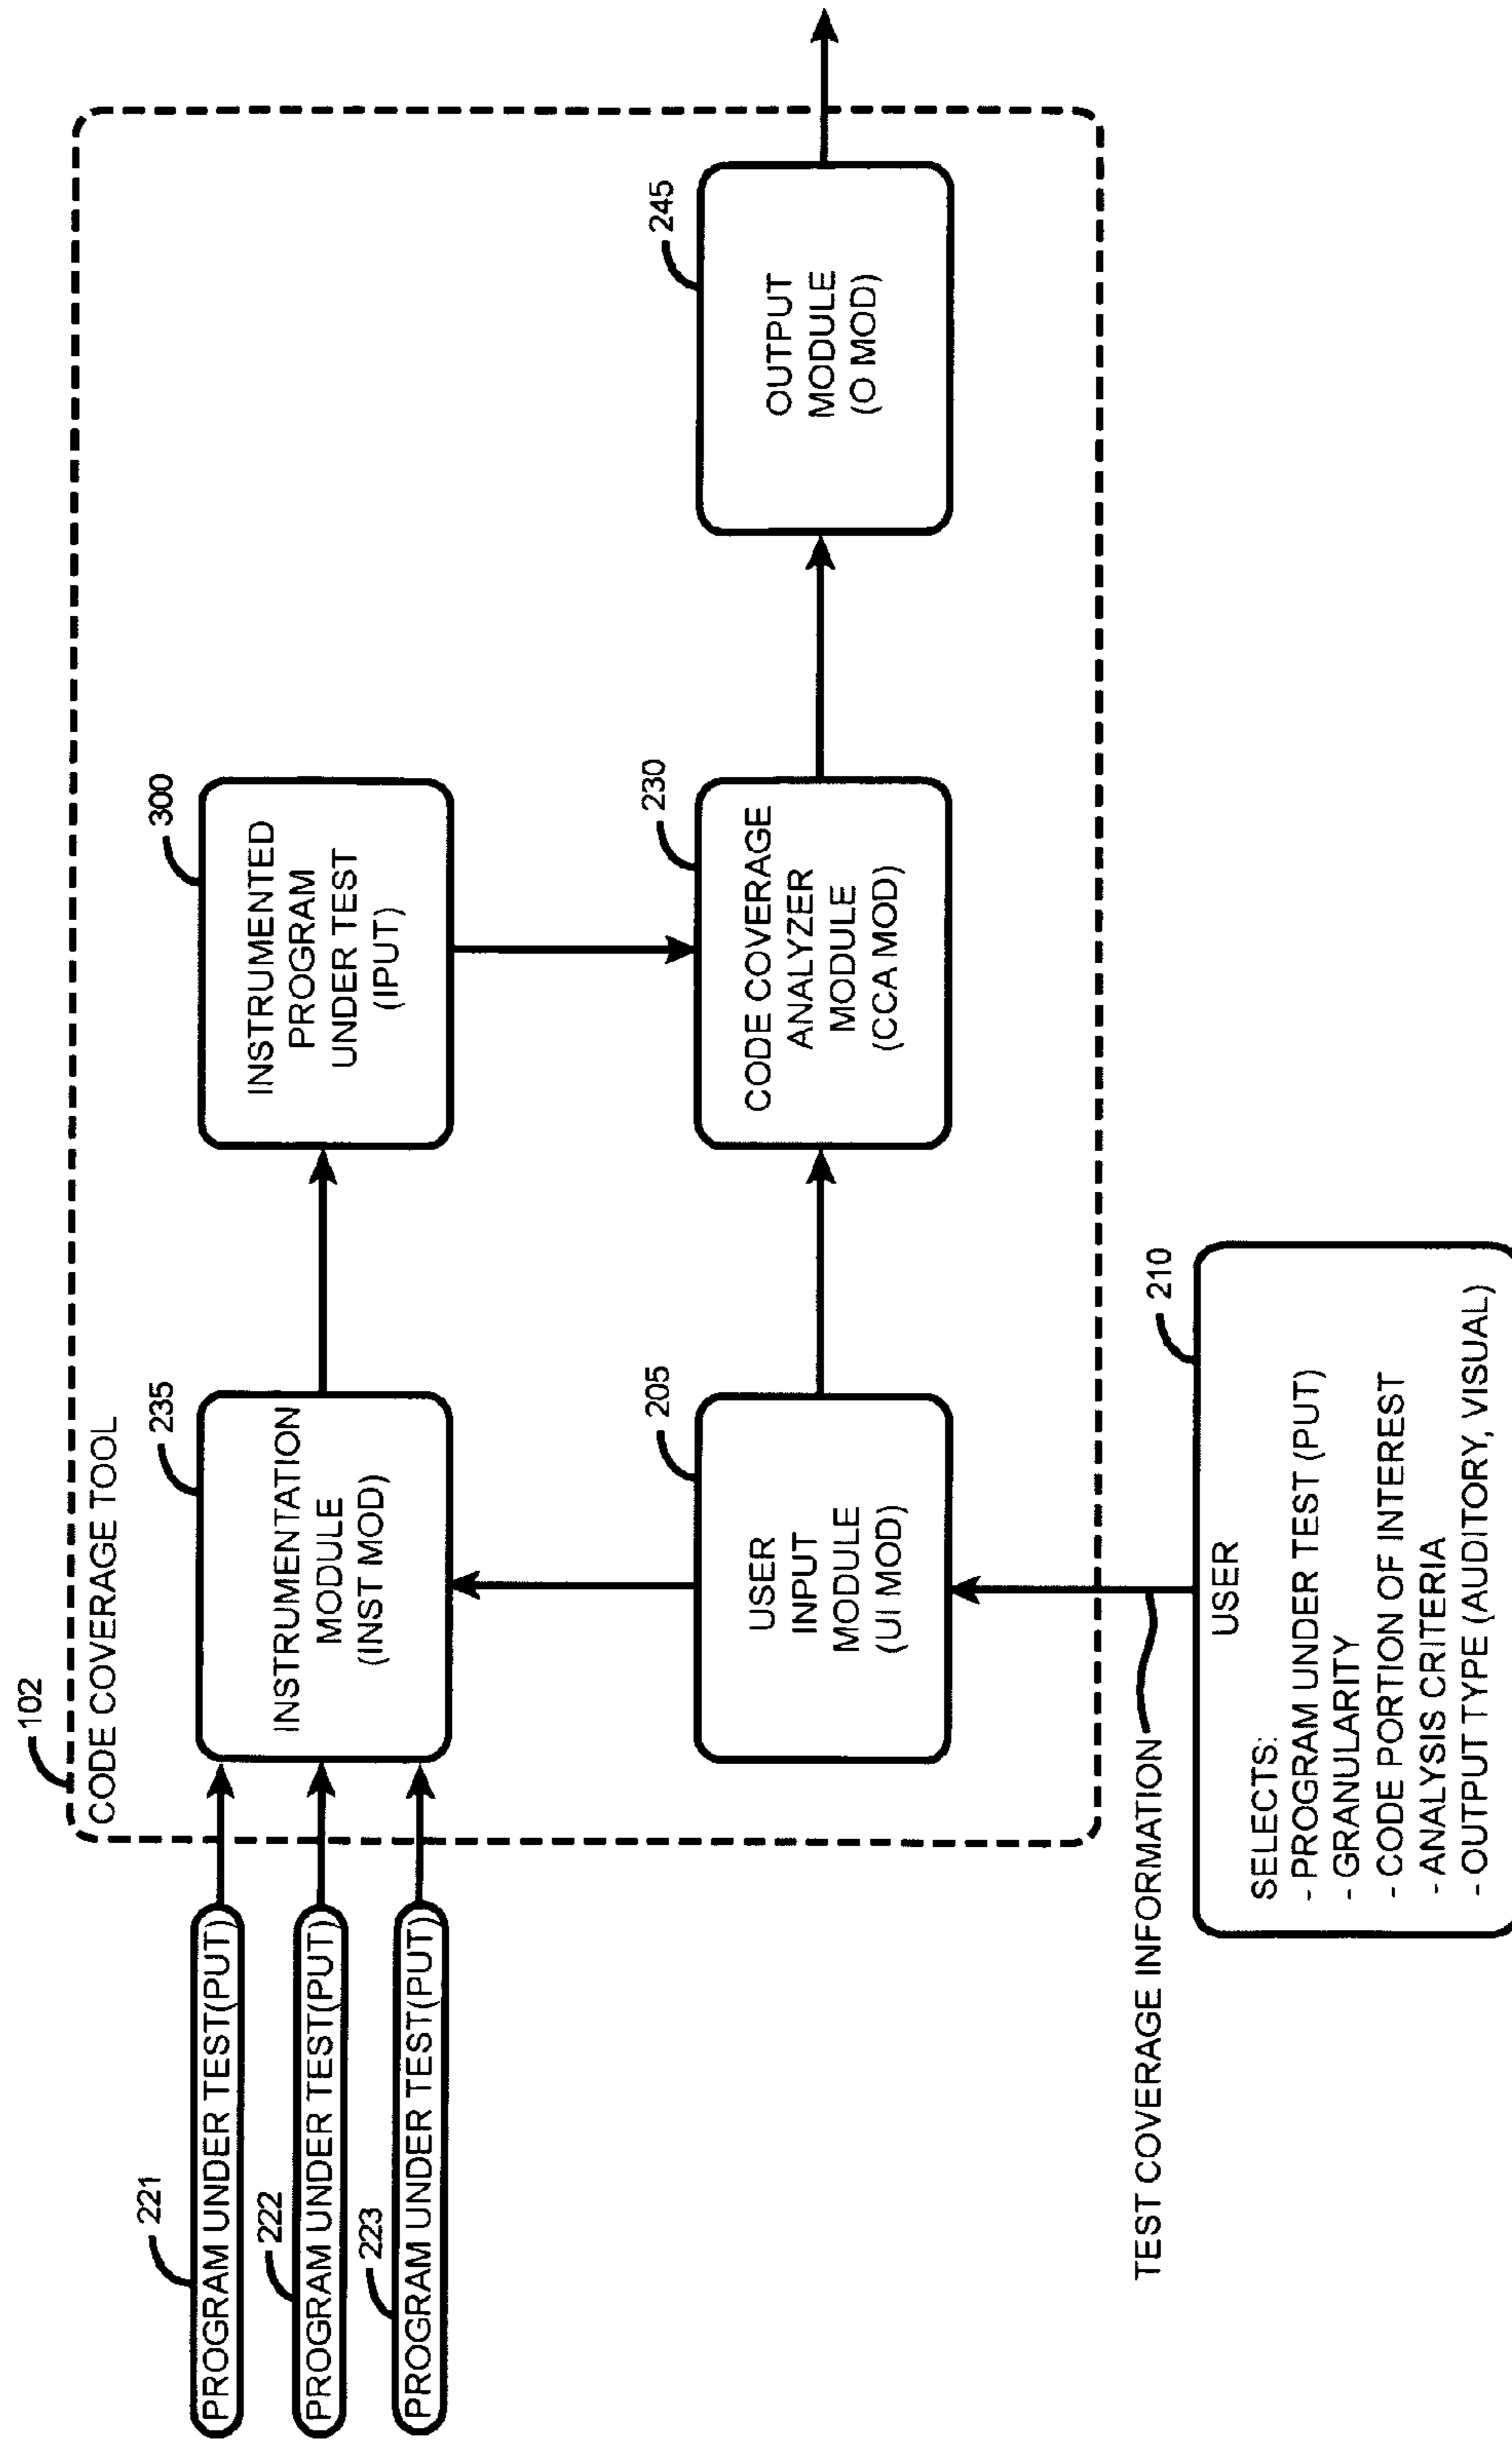 102
CODE COVERAGE TOOL
221
PROGRAM UNDER TEST(PUT)
222
PROGRAM UNDER TEST(PUT)
223
PROGRAM UNDER TEST(PUT)
235
INSTRUMENTATION
MODULE
(INST MOD)
300
INSTRUMENTED
PROGRAM
UNDER TEST
(IPUT)
205
USER
INPUT
MODULE
(UI MOD)
230
CODE COVERAGE
ANALYZER
MODULE
(CCA MOD)
245
OUTPUT
MODULE
(O MOD)
TEST COVERAGE INFORMATION
210
USER
SELECTS:
- PROGRAM UNDER TEST (PUT)
- GRANULARITY
- CODE PORTION OF INTEREST
- ANALYSIS CRITERIA
- OUTPUT TYPE (AUDITORY, VISUAL)